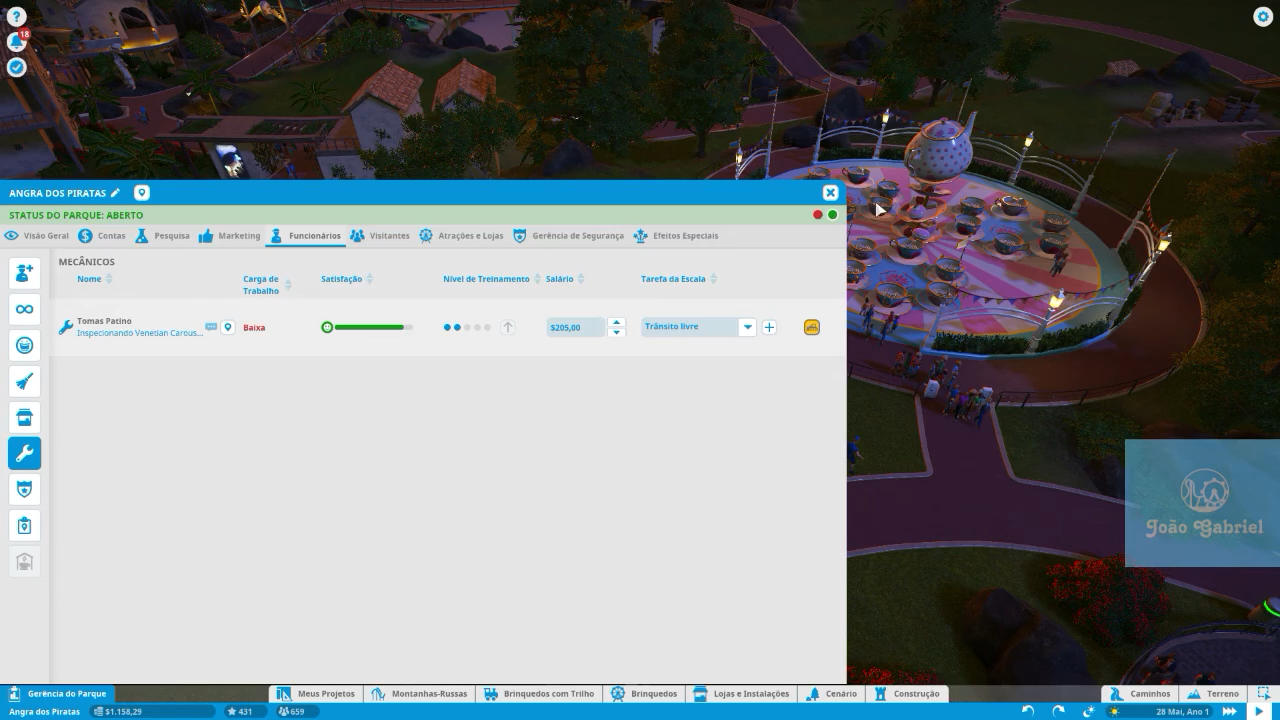 ?
18
ANGRA DOS PIRATAS
STATUS DO PARQUE: ABERTO
Visão Geral
Contas
Pesquisa
Marketing
Funcionários
Visitantes
Atrações e Lojas
Gerência de Segurança
Efeitos Especiais
MECÂNICOS
Nome
Carga de
Trabalho
Satisfação
Nível de Treinamento
Salário
Tarefa da Escala
Tomas Patino
Inspecionando Venetian Carous...
Baixa
$205,00
Trânsito livre
João Gabriel
Gerência do Parque
Meus Projetos
Montanhas-Russas
Brinquedos com Trilho
Brinquedos
Lojas e Instalações
Cenário
Construção
Caminhos
Terreno
Angra dos Piratas
$1.158,29
431
659
28 Mai, Ano 1